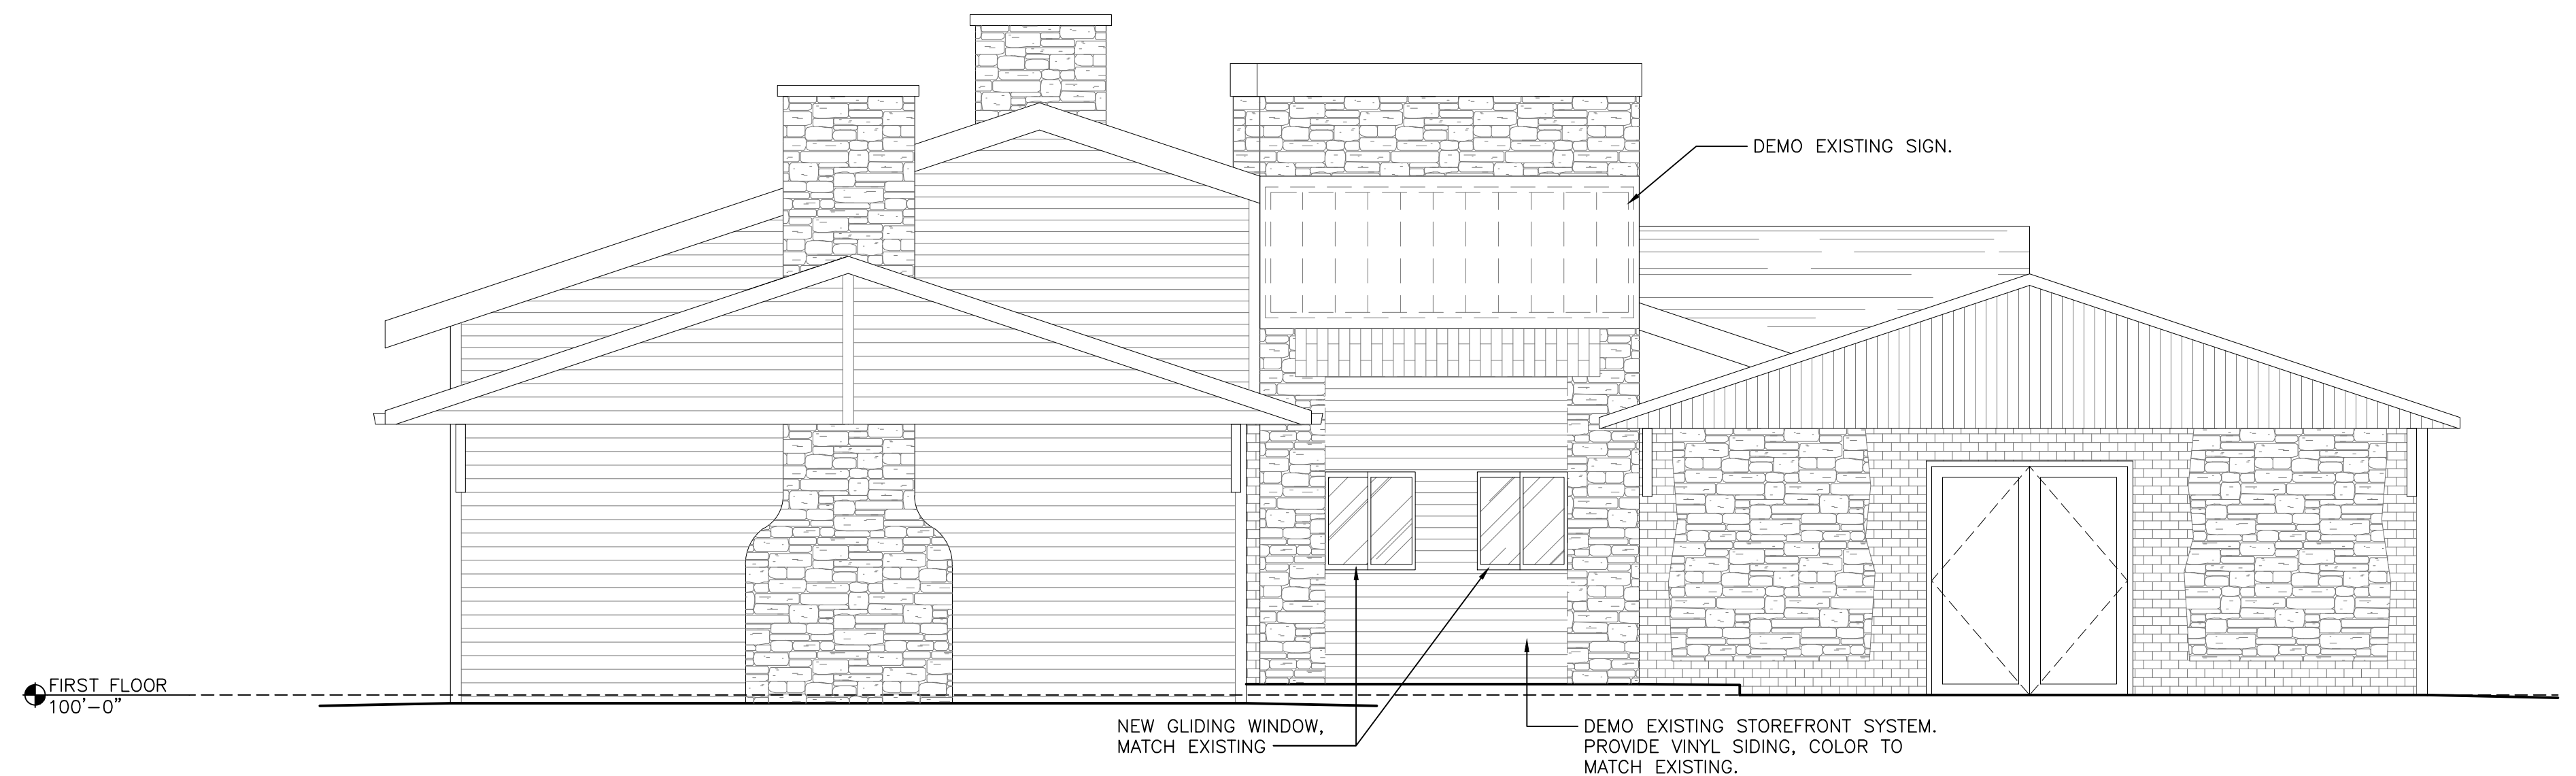 DEMO EXISTING SIGN.
FIRST FLOOR
100'-0"
NEW GLIDING WINDOW,
MATCH EXISTING
DEMO EXISTING STOREFRONT SYSTEM.
PROVIDE VINYL SIDING, COLOR TO
MATCH EXISTING.